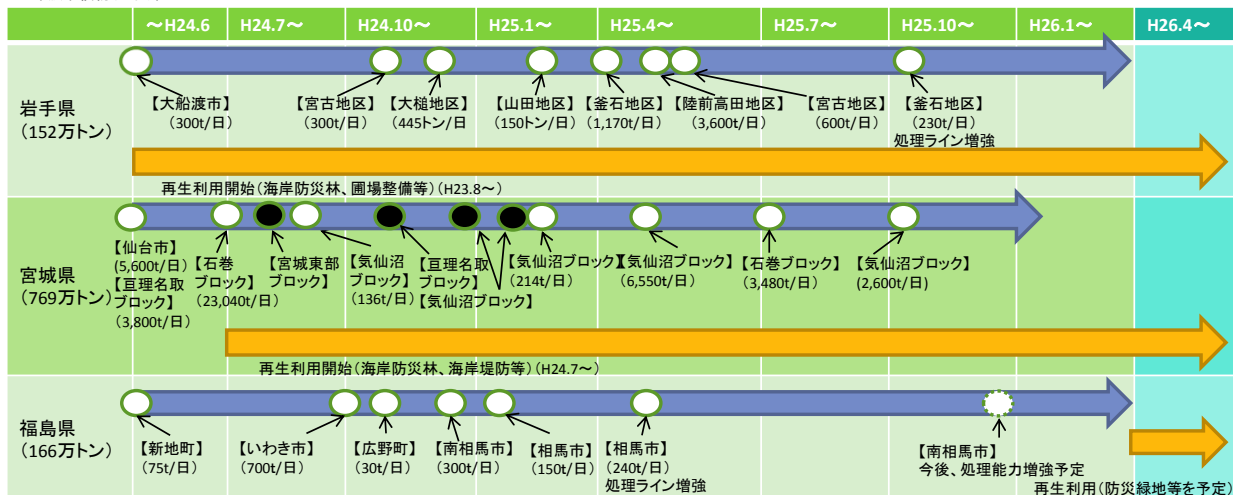 ～H24.6 H24.7～ H24.10～ H25.1～ H25.4～ H25.7～ H25.10～ H26.1～ H26.4～
岩手県
（152万トン）
【大船渡市】
（300t/日）
【宮古地区】
（300t/日）
【大槌地区】
（445トン/日
【山田地区】
（150トン/日）
【釜石地区】
（1,170t/日）
【陸前高田地区】
（3,600t/日）
【宮古地区】
（600t/日）
【釜石地区】
（230t/日）
処理ライン増強
再生利用開始（海岸防災林、圃場整備等）（H23.8～）
宮城県
（769万トン）
【仙台市】
（5,600t/日）
【亘理名取
ブロック】
（3,800t/日）
【石巻
ブロック】
（23,040t/日）
【宮城東部
ブロック】
【気仙沼
ブロック】
（136t/日）
【亘理名取
ブロック】
【気仙沼ブロック】
【気仙沼ブロック】
（214t/日）
【気仙沼ブロック】
（6,550t/日）
【石巻ブロック】
（3,480t/日）
【気仙沼ブロック】
（2,600t/日）
再生利用開始（海岸防災林、海岸堤防等）（H24.7～）
福島県
（166万トン）
【新地町】
（75t/日）
【いわき市】
（700t/日）
【広野町】
（30t/日）
【南相馬市】
（300t/日）
【相馬市】
（150t/日）
【相馬市】
（240t/日）
処理ライン増強
【南相馬市】
今後、処理能力増強予定
再生利用（防災緑地等を予定）